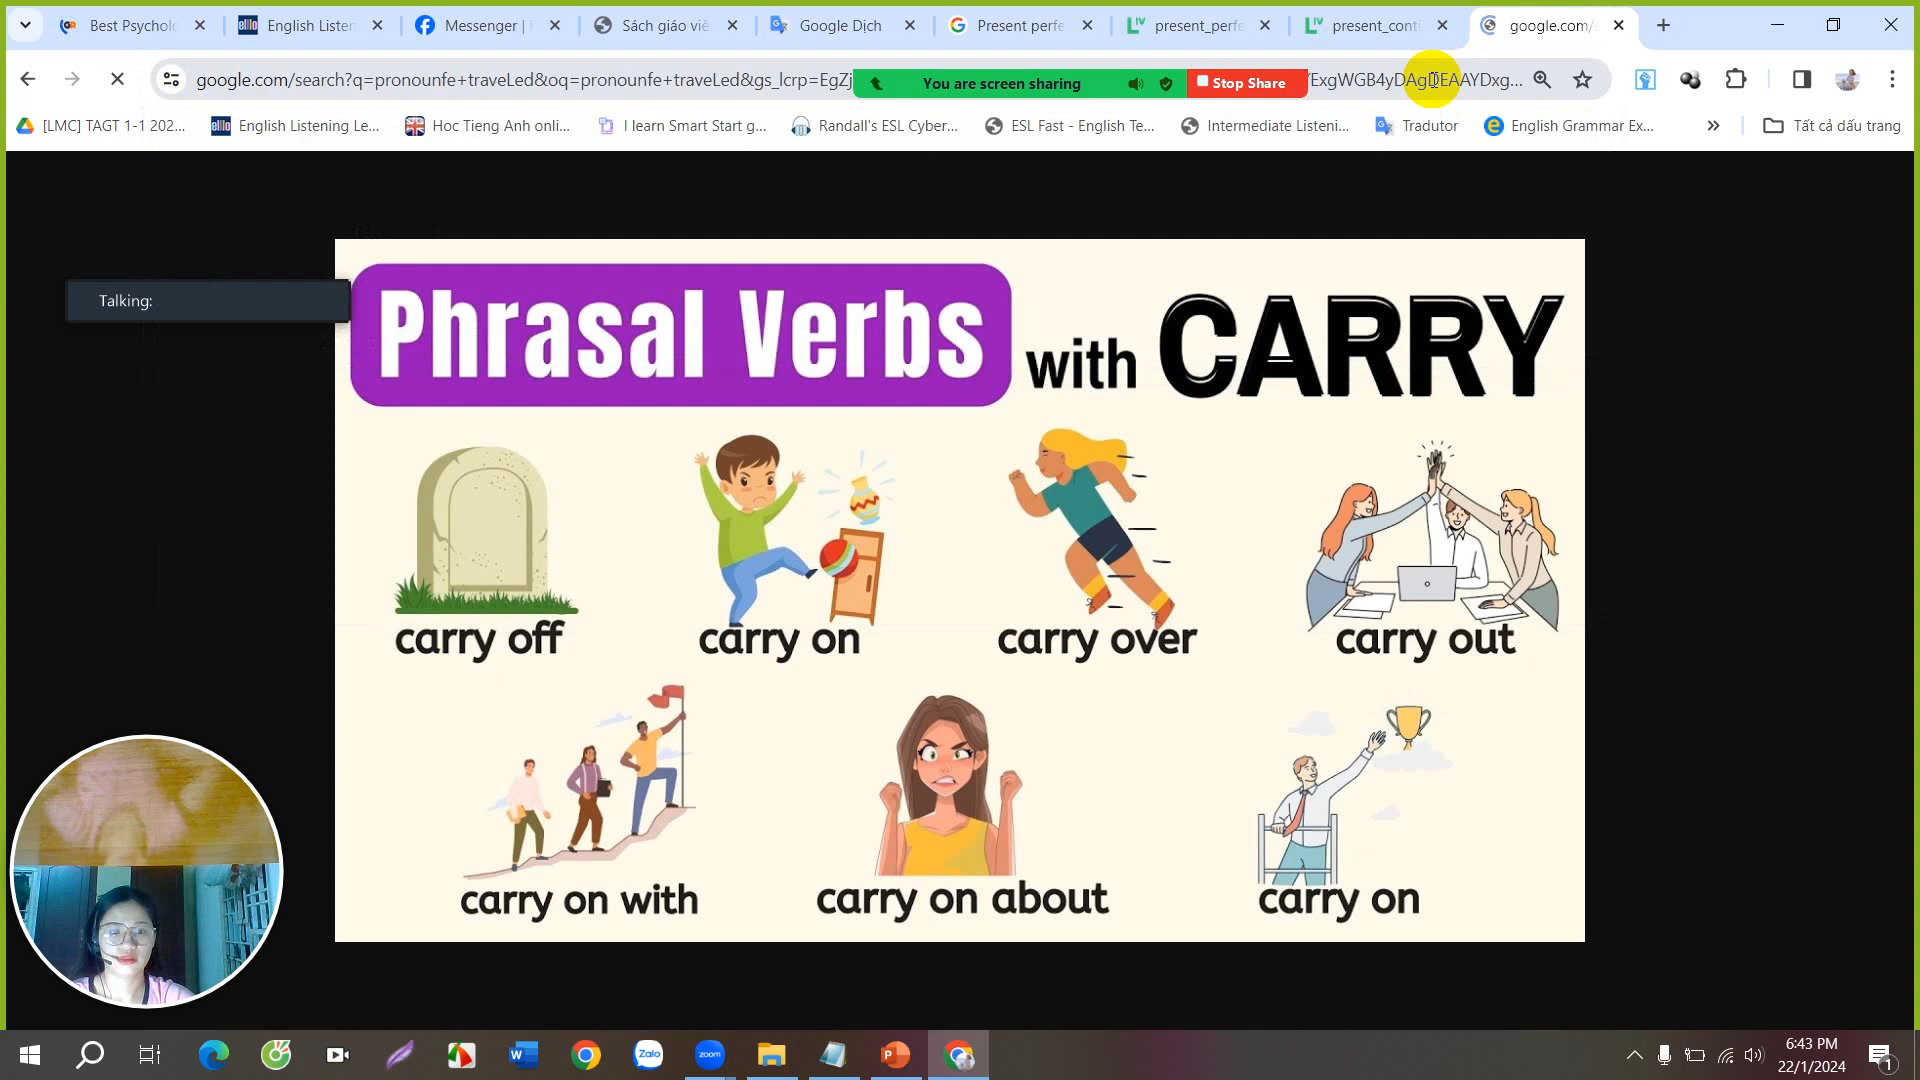 Best Psychol
English Listen
Messenger |
Sách giáo viê
Google Dịch
Present perfe
present_perfe
present_conti
google.com/s
google.com/search?q=pronounfe+traveLed&oq=pronounfe+traveLed&gs_lcrp=EgZj
You are screen sharing
Stop Share
ExgWGB4yDAgDEAAYDxg...
[LMC] TAGT 1-1 202...
English Listening Le...
Hoc Tieng Anh onli...
I learn Smart Start g...
Randall's ESL Cyber...
ESL Fast - English Te...
Intermediate Listeni...
Tradutor
English Grammar Ex...
Tất cả dấu trang
Talking:
Phrasal Verbs with CARRY
carry off
carry on
carry over
carry out
carry on with
carry on about
carry on
Zalo
zoom
6:43 PM
22/1/2024
1